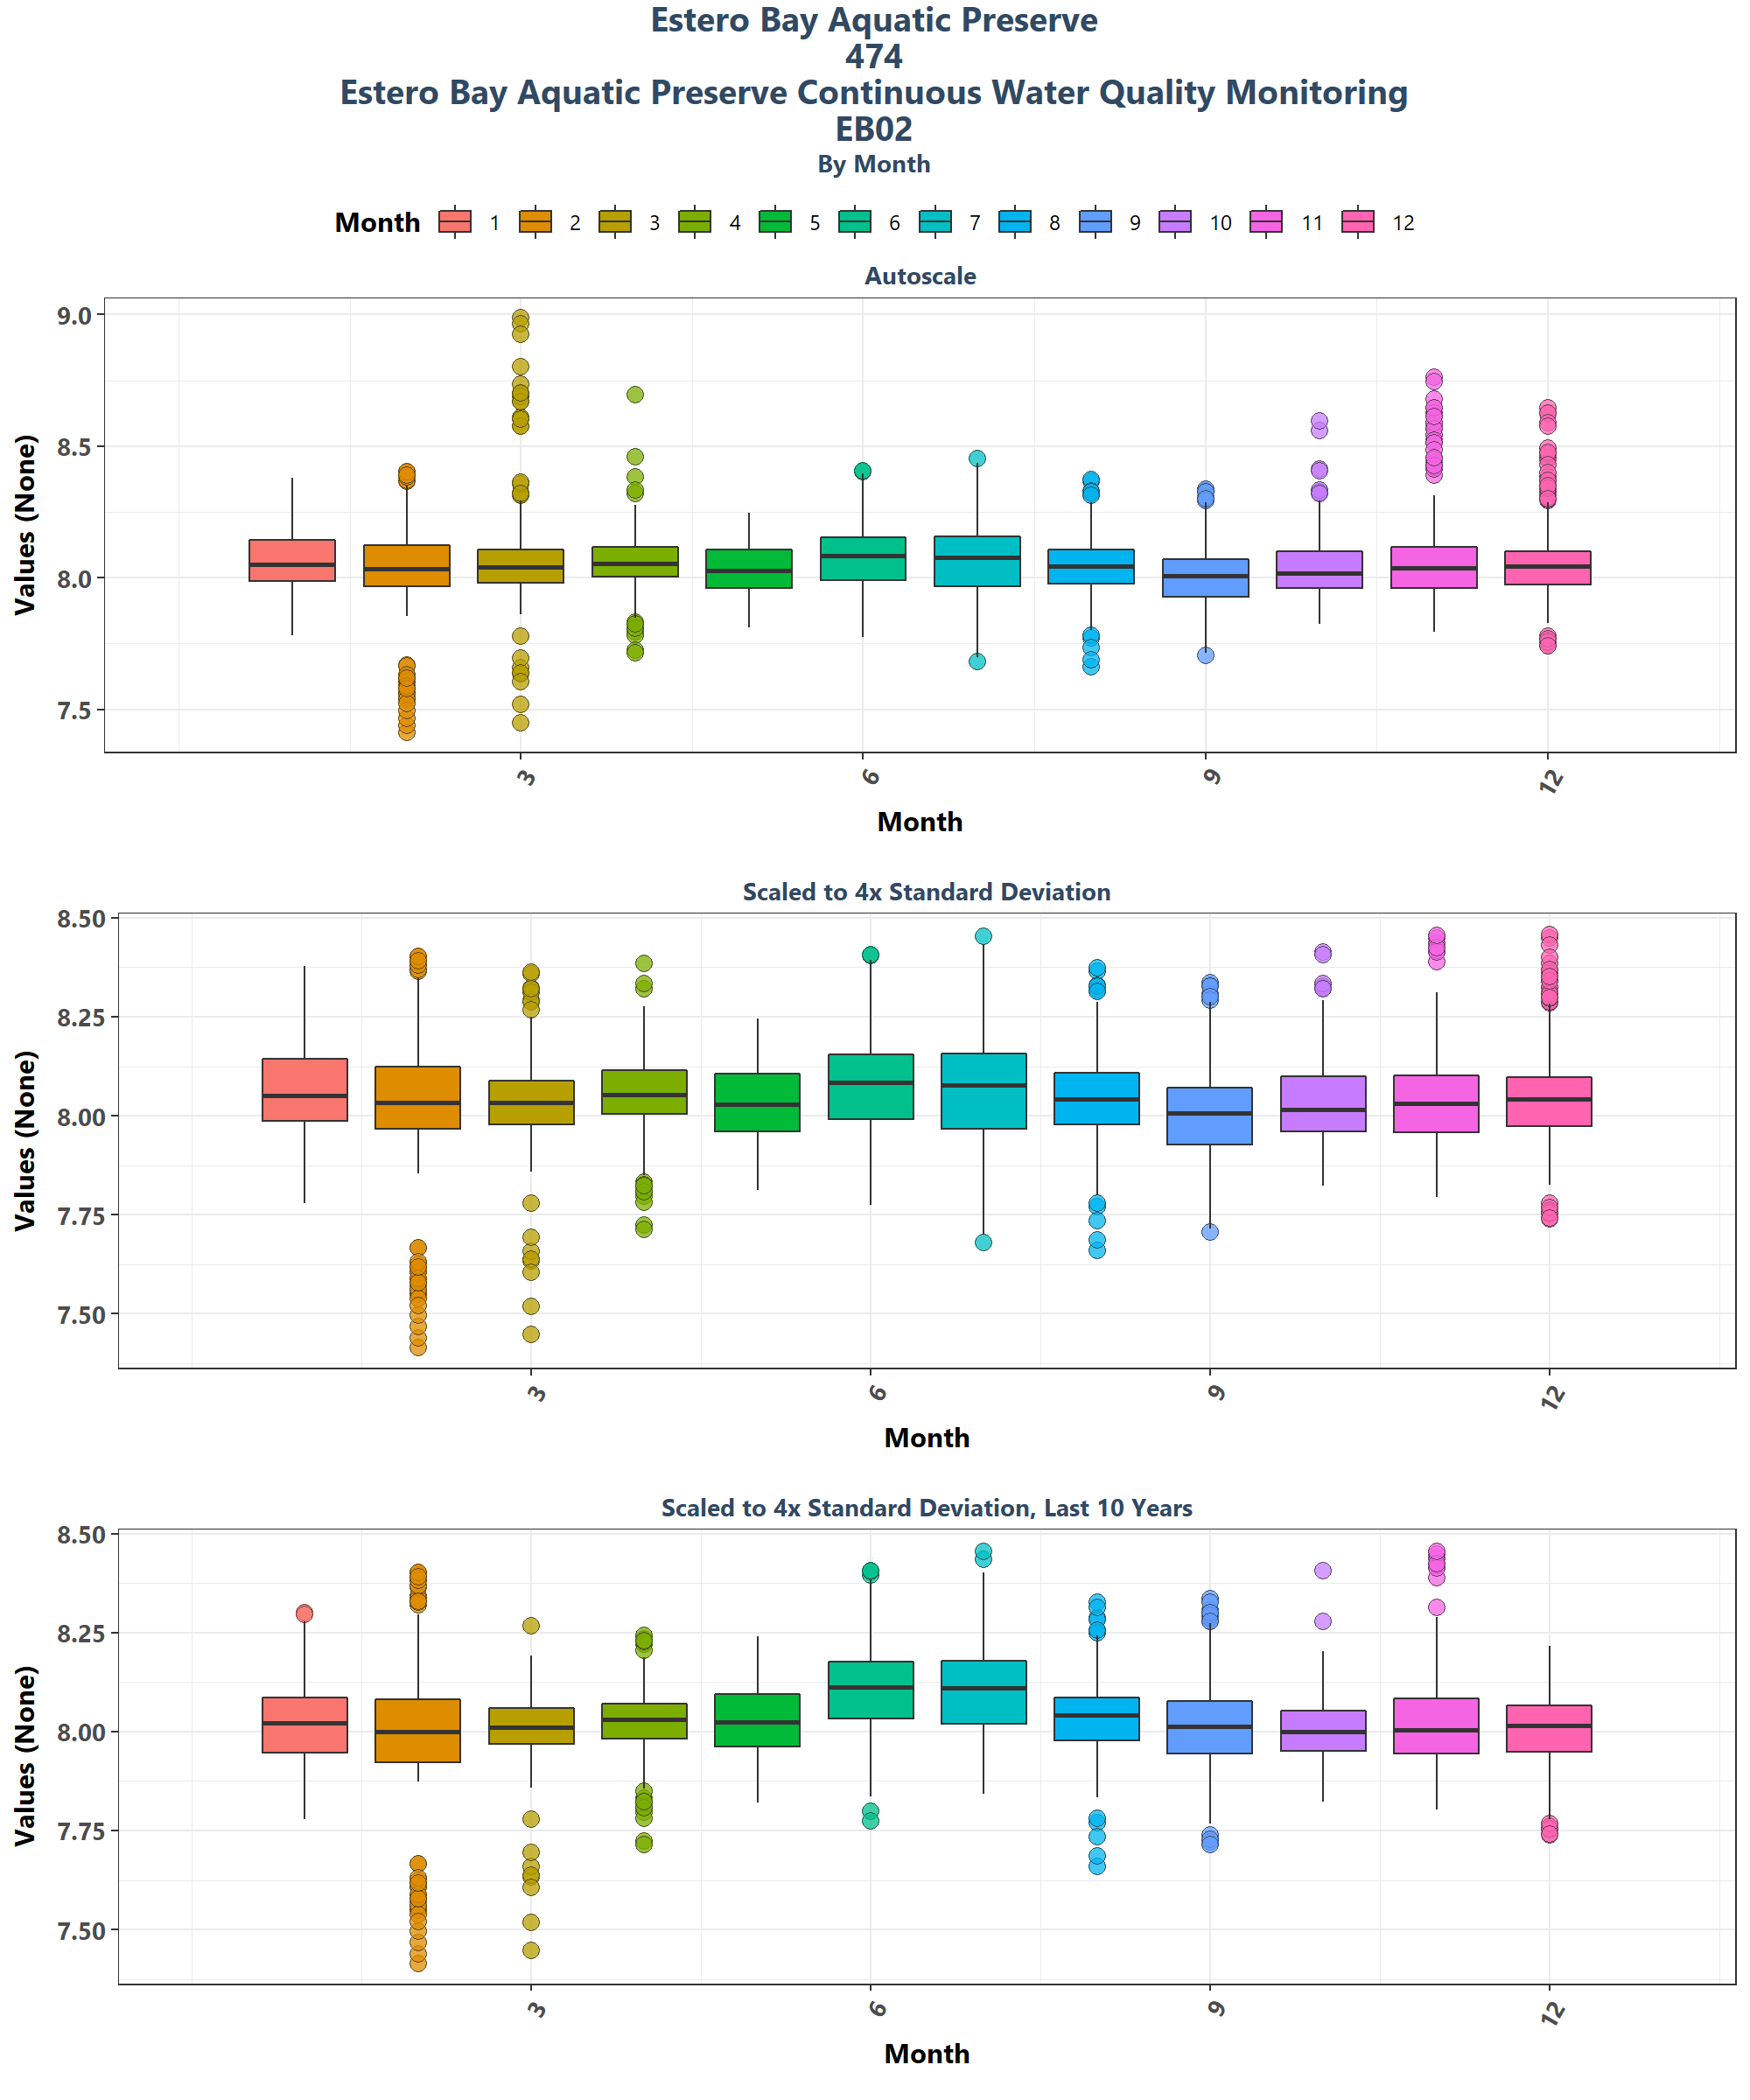 Estero Bay Aquatic Preserve
474
Estero Bay Aquatic Preserve Continuous Water Quality Monitoring
EB02
By Month
Month 1 2 3 4 5 6 7 8 9 10 11 12
Autoscale
Values (None)
9.0
8.5
8.0
7.5
3 6 9 12
Month
Scaled to 4x Standard Deviation
Values (None)
8.50
8.25
8.00
7.75
7.50
3 6 9 12
Month
Scaled to 4x Standard Deviation, Last 10 Years
Values (None)
8.50
8.25
8.00
7.75
7.50
3 6 9 12
Month